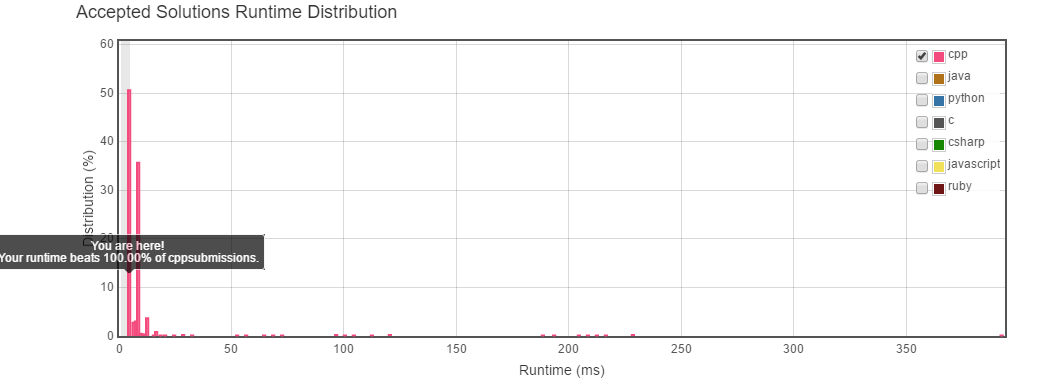 Accepted Solutions Runtime Distribution
60
50
40
30
20
10
0
Distribution (%)
You are here!
Your runtime beats 100.00% of cppsubmissions.
cpp
java
python
c
csharp
javascript
ruby
0
50
100
150
200
250
300
350
Runtime (ms)